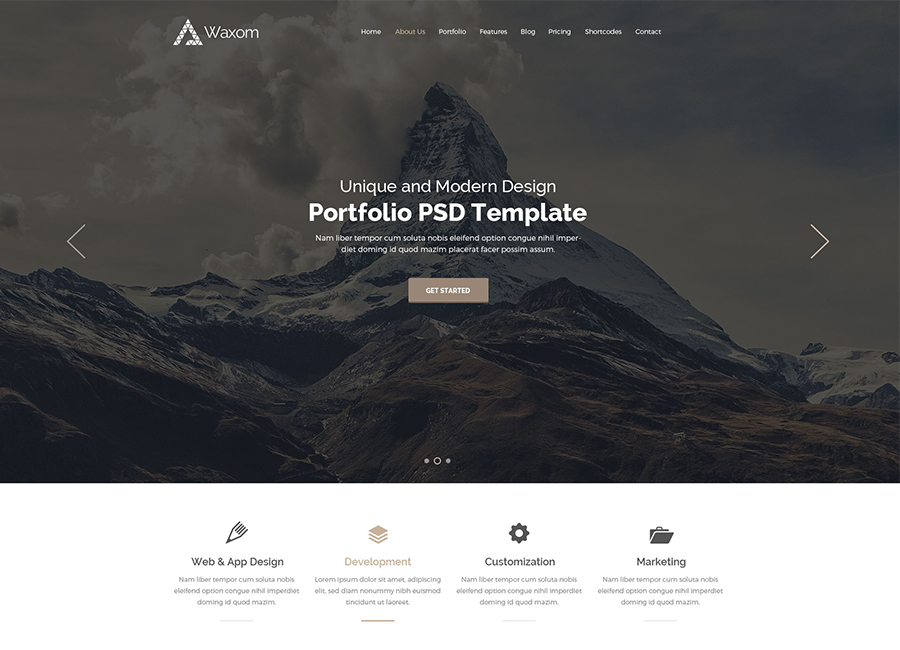 Waxom
Home About Us Portfolio Features Blog Pricing Shortcodes Contact
Unique and Modern Design
Portfolio PSD Template
Nam liber tempor cum soluta nobis eleifend option congue nihil imper-
diet doming id quod mazim placerat facer possim assum.
GET STARTED
Web & App Design
Nam liber tempor cum soluta nobis
eleifend option congue nihil imperdiet
doming id quod mazim.
Development
Lorem ipsum dolor sit amet, adipiscing
elit, sed diam nonummy nibh euismod
tincidunt ut laoreet.
Customization
Nam liber tempor cum soluta nobis
eleifend option congue nihil imperdiet
doming id quod mazim.
Marketing
Nam liber tempor cum soluta nobis
eleifend option congue nihil imperdiet
doming id quod mazim.